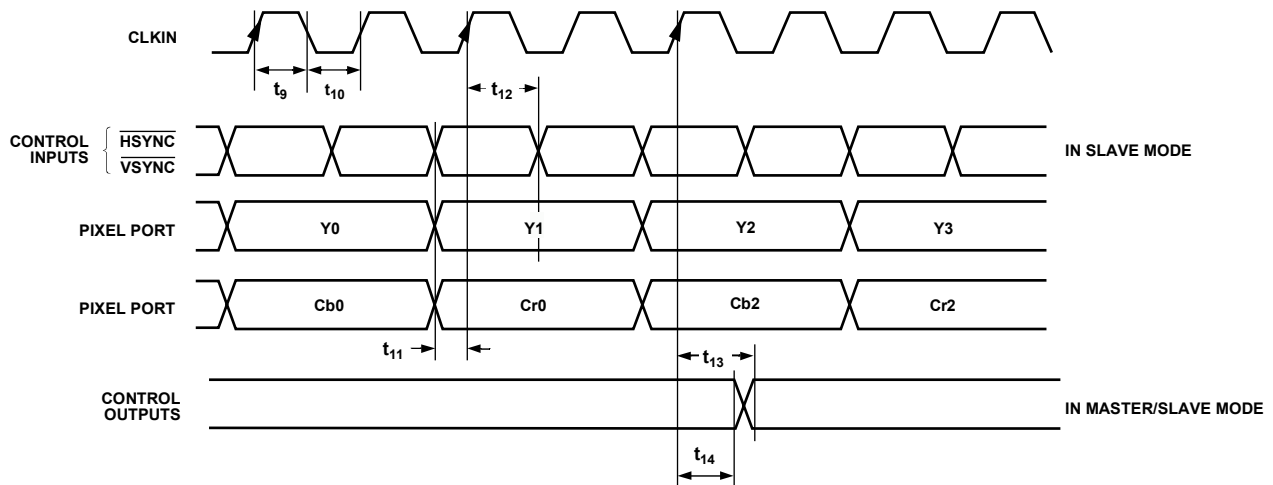 CLKIN
t9
t10
t12
CONTROL INPUTS
HSYNC
VSYNC
IN SLAVE MODE
PIXEL PORT
Y0
Y1
Y2
Y3
PIXEL PORT
Cb0
Cr0
Cb2
Cr2
t11
t13
CONTROL
OUTPUTS
IN MASTER/SLAVE MODE
t14